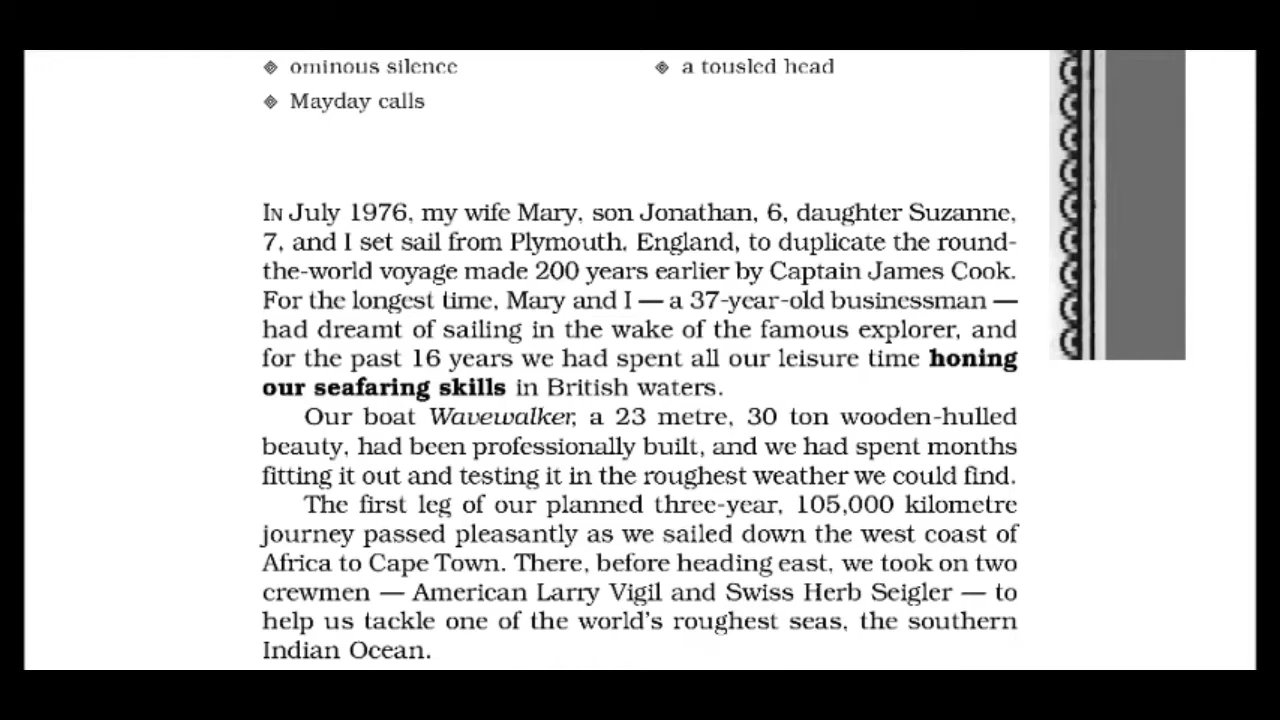 ominous silence
a tousled head
Mayday calls
In July 1976, my wife Mary, son Jonathan, 6, daughter Suzanne,
7, and I set sail from Plymouth, England, to duplicate the round-
the-world voyage made 200 years earlier by Captain James Cook.
For the longest time, Mary and I — a 37-year-old businessman —
had dreamt of sailing in the wake of the famous explorer, and
for the past 16 years we had spent all our leisure time honing
our seafaring skills in British waters.
Our boat Wavewalker, a 23 metre, 30 ton wooden-hulled
beauty, had been professionally built, and we had spent months
fitting it out and testing it in the roughest weather we could find.
The first leg of our planned three-year, 105,000 kilometre
journey passed pleasantly as we sailed down the west coast of
Africa to Cape Town. There, before heading east, we took on two
crewmen — American Larry Vigil and Swiss Herb Seigler — to
help us tackle one of the world's roughest seas, the southern
Indian Ocean.